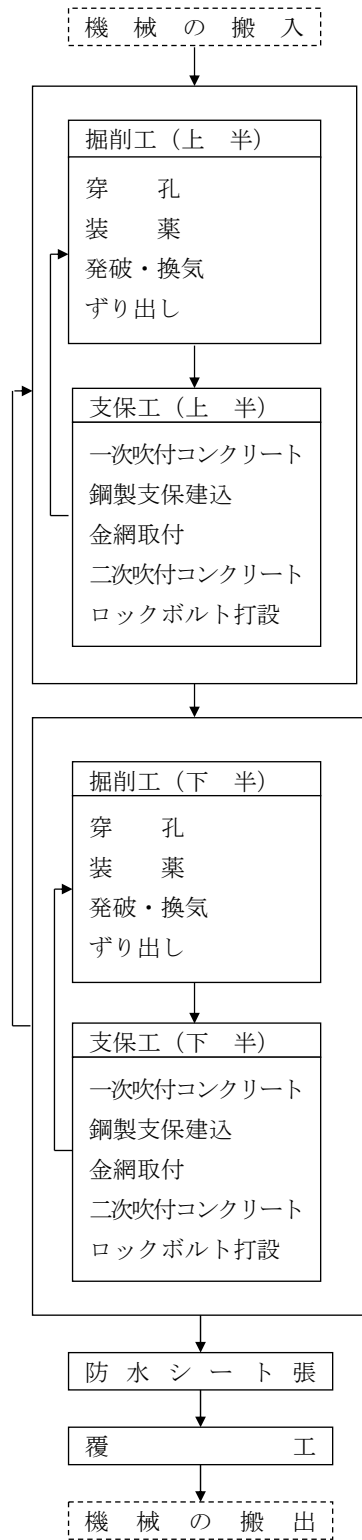 機械の搬入
掘削工(上 半)
穿 孔
装 薬
発破・換気
ずり出し
支保工(上 半)
一次吹付コンクリート
鋼製支保建込
金網取付
二次吹付コンクリート
ロックボルト打設
掘削工(下 半)
穿 孔
装 薬
発破・換気
ずり出し
支保工(下 半)
一次吹付コンクリート
鋼製支保建込
金網取付
二次吹付コンクリート
ロックボルト打設
防水シート張
覆 工
機械の搬出